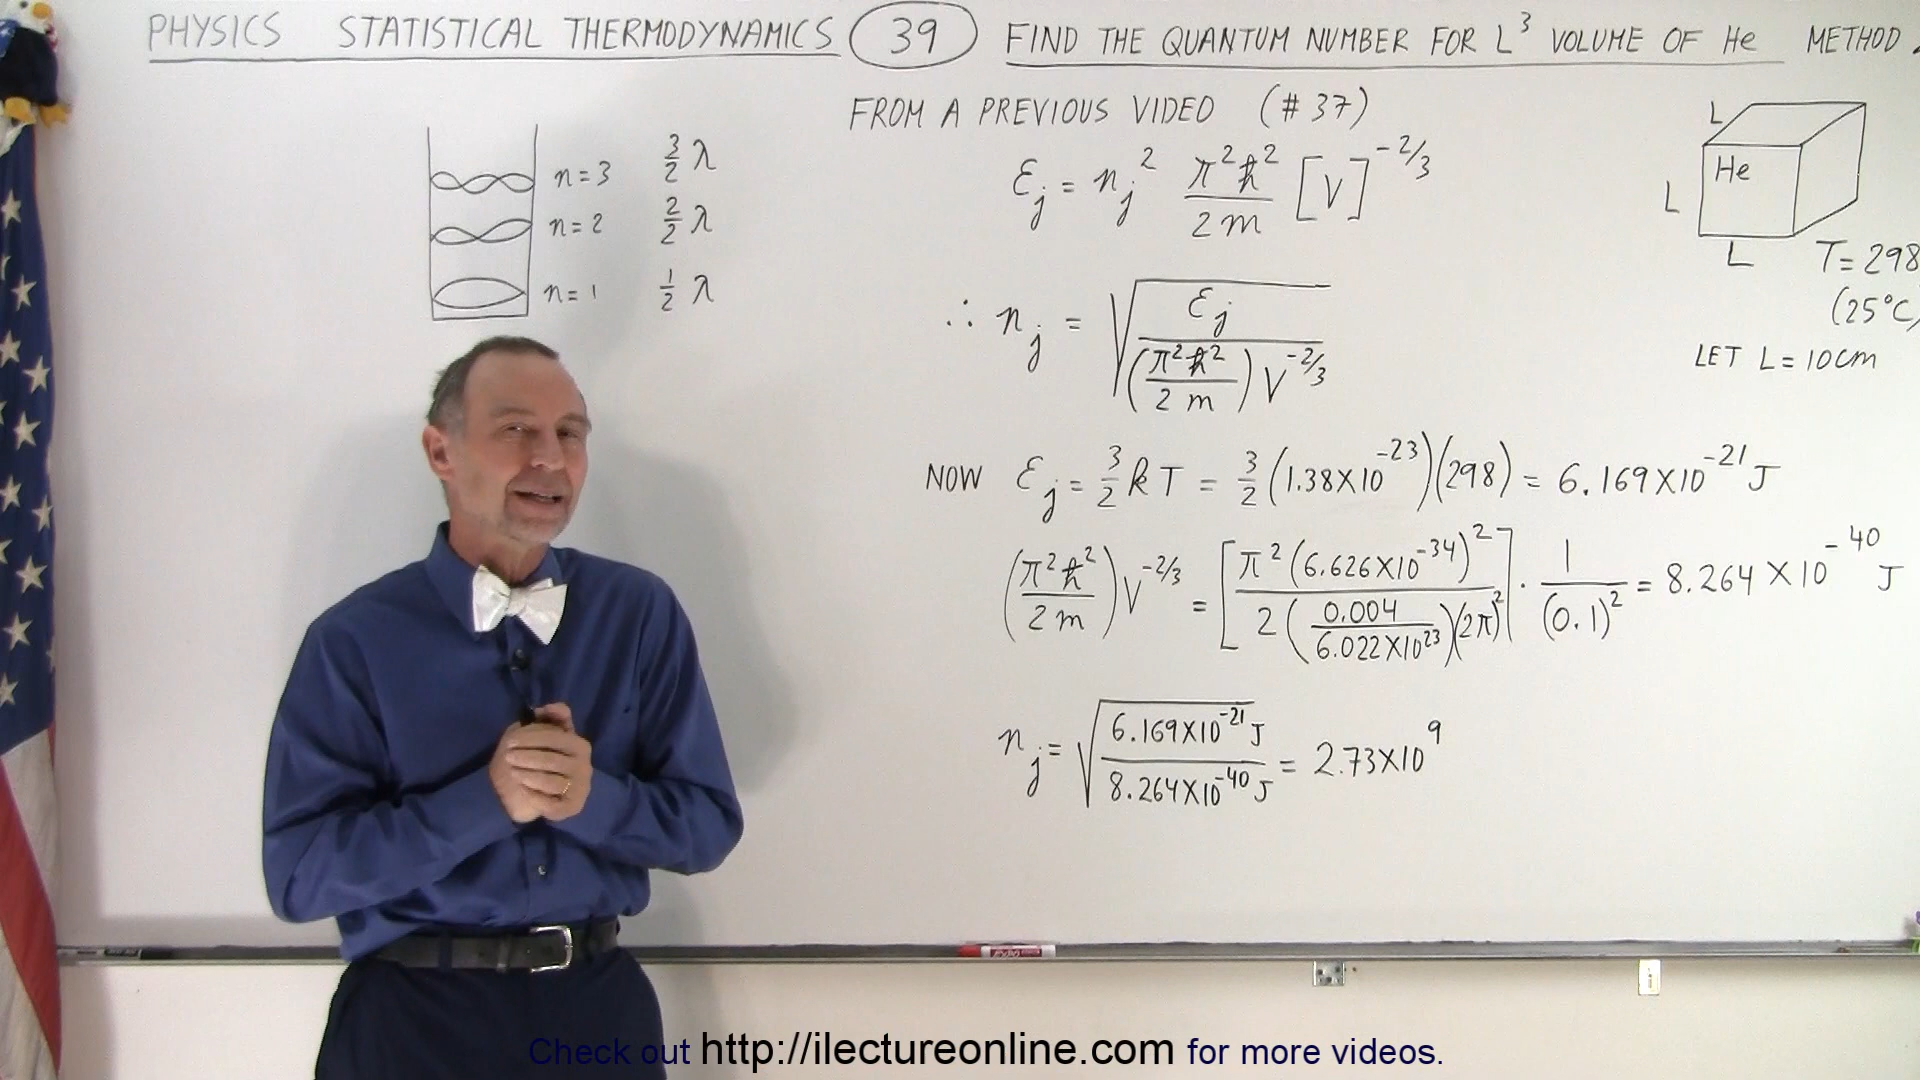 PHYSICS STATISTICAL THERMODYNAMICS 39 FIND THE QUANTUM NUMBER FOR L³ VOLUME OF He METHOD
FROM A PREVIOUS VIDEO (#37)
n=3 3/2 λ
n=2 2/2 λ
n=1 1/2 λ
Ɛj = nj² π²ħ²/2m [V]^-2/3
L
He
L
L
T=298
(25°C)
LET L=10cm
∴ nj = √(Ɛj / (π²ħ²/2m) V^-2/3)
NOW Ɛj = 3/2 kT = 3/2 (1.38×10^-23)(298) = 6.169×10^-21 J
(π²ħ²/2m) V^-2/3 = [π²(6.626×10^-34)² / 2(0.004/6.022×10^23)(2π)²] · 1/(0.1)² = 8.264×10^-40 J
nj = √(6.169×10^-21 J / 8.264×10^-40 J) = 2.73×10^9
Check out http://ilectureonline.com for more videos.